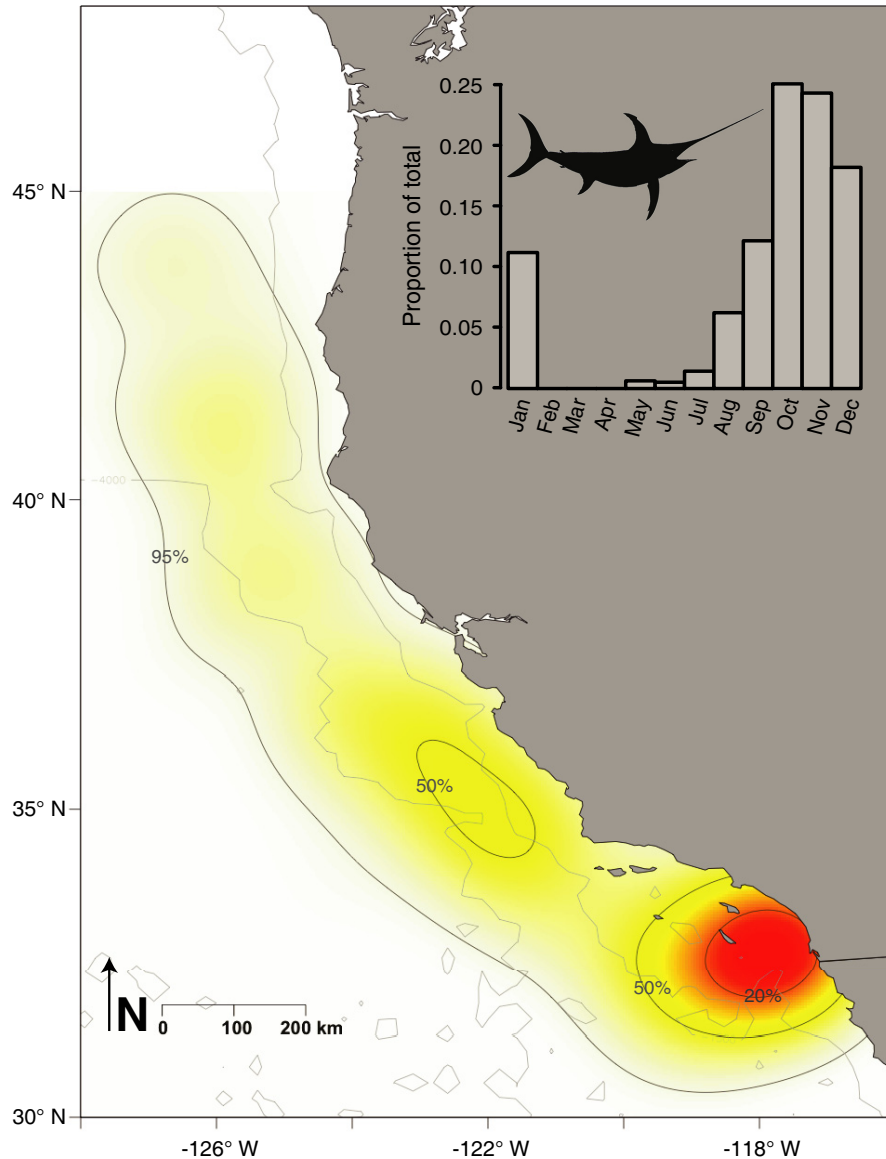 0.25
0.20
0.15
0.10
0.05
0
Proportion of total
Jan
Feb
Mar
Apr
May
Jun
Jul
Aug
Sep
Oct
Nov
Dec
45° N
−4000
40° N
95%
50%
35° N
50%
20%
N
0 100 200 km
30° N
-126° W -122° W -118° W